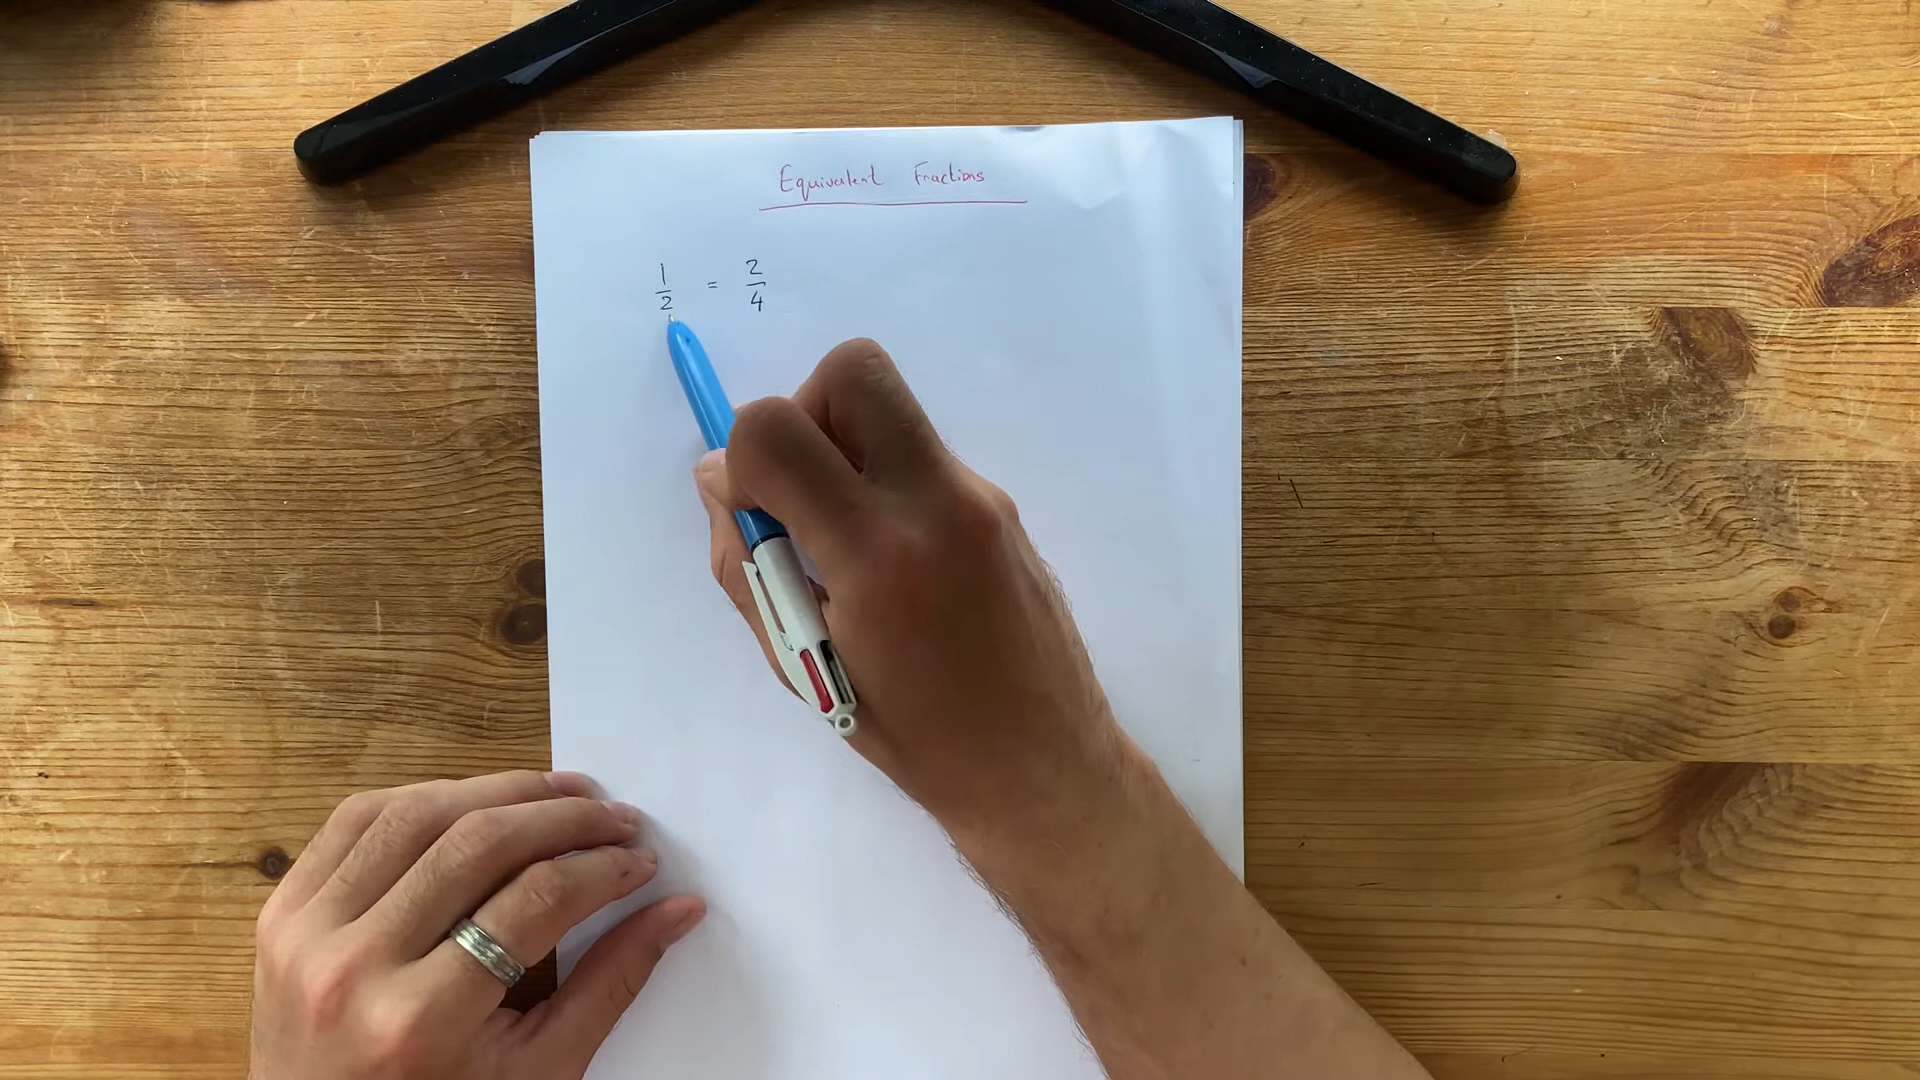 Equivalent Fractions
1/2 = 2/4